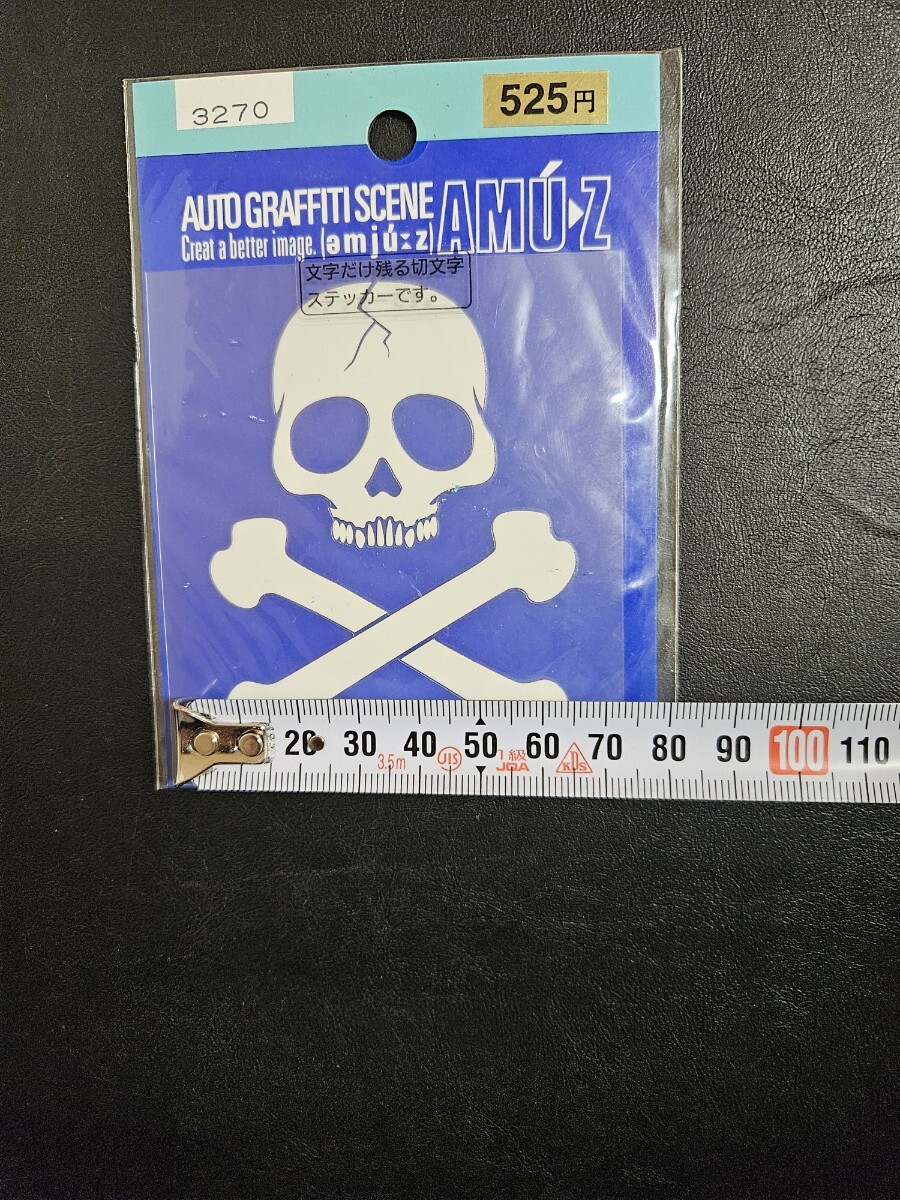 3270
525円
AUTO GRAFFITI SCENE
AMÚ▸Z
Creat a better image. (əmjú:z)
文字だけ残る切文字
ステッカーです。
20 30 40 50 60 70 80 90 100 110
3.5m JIS 1級 JQA KDS